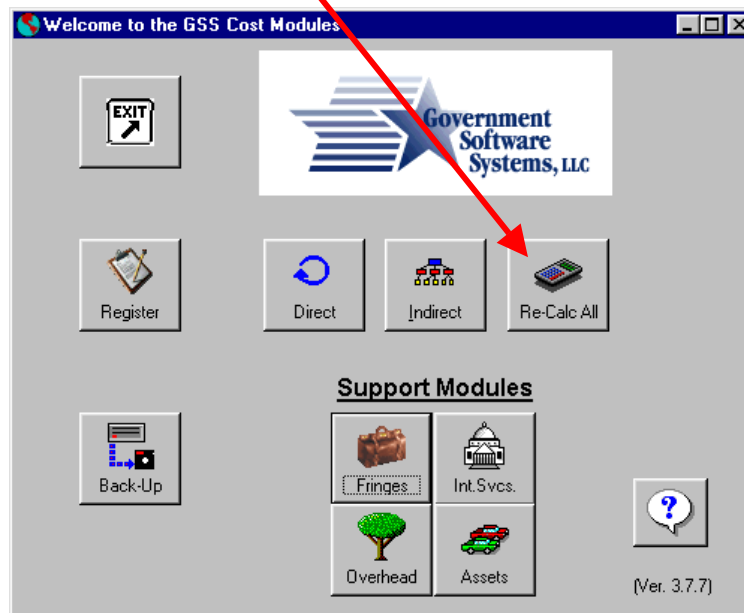 Welcome to the GSS Cost Modules
EXIT
Government
Software
Systems, LLC
Register
Direct
Indirect
Re-Calc All
Support Modules
Back-Up
Fringes
Int.Svcs.
?
Overhead
Assets
(Ver. 3.7.7)